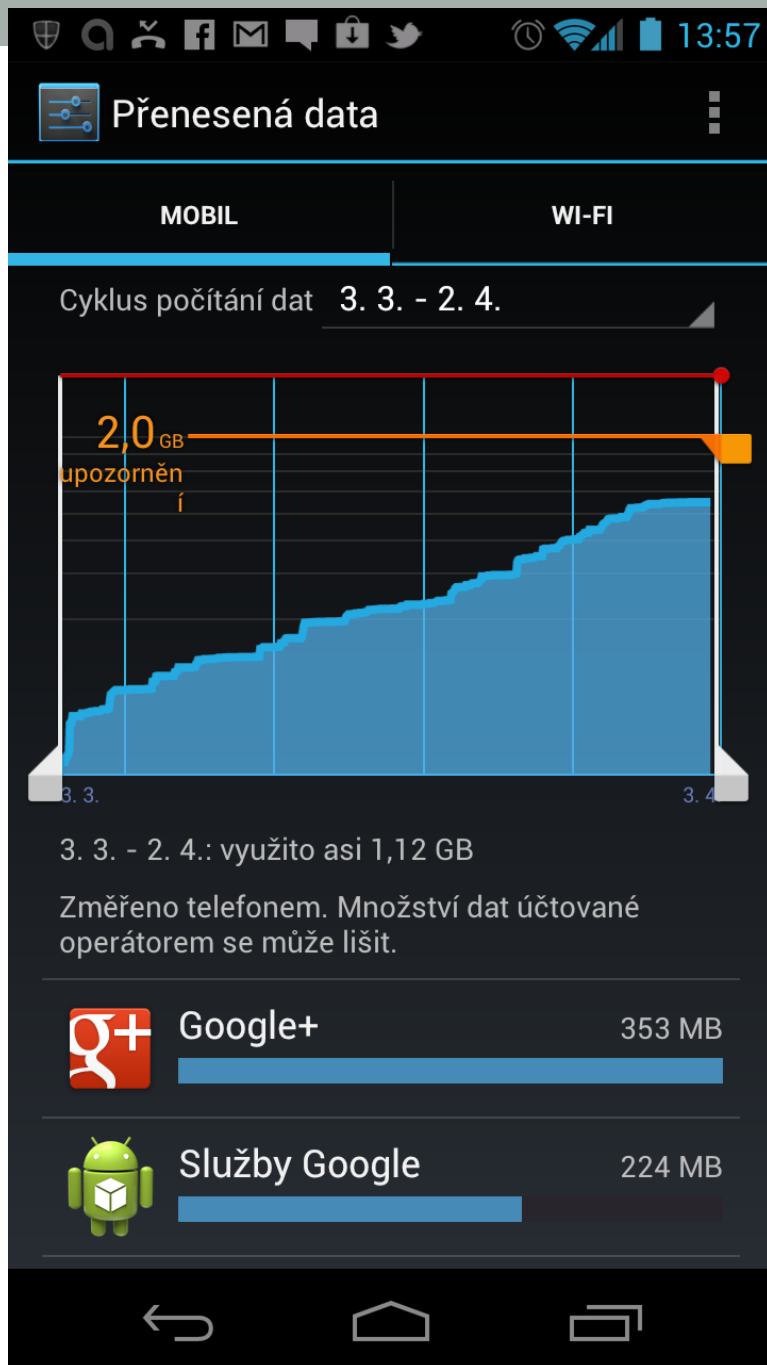 13:57
Přenesená data
MOBIL
WI-FI
Cyklus počítání dat 3. 3. - 2. 4.
2,0 GB
upozorněn
í
3. 3.
3. 4.
3. 3. - 2. 4.: využito asi 1,12 GB
Změřeno telefonem. Množství dat účtované
operátorem se může lišit.
Google+ 353 MB
Služby Google 224 MB